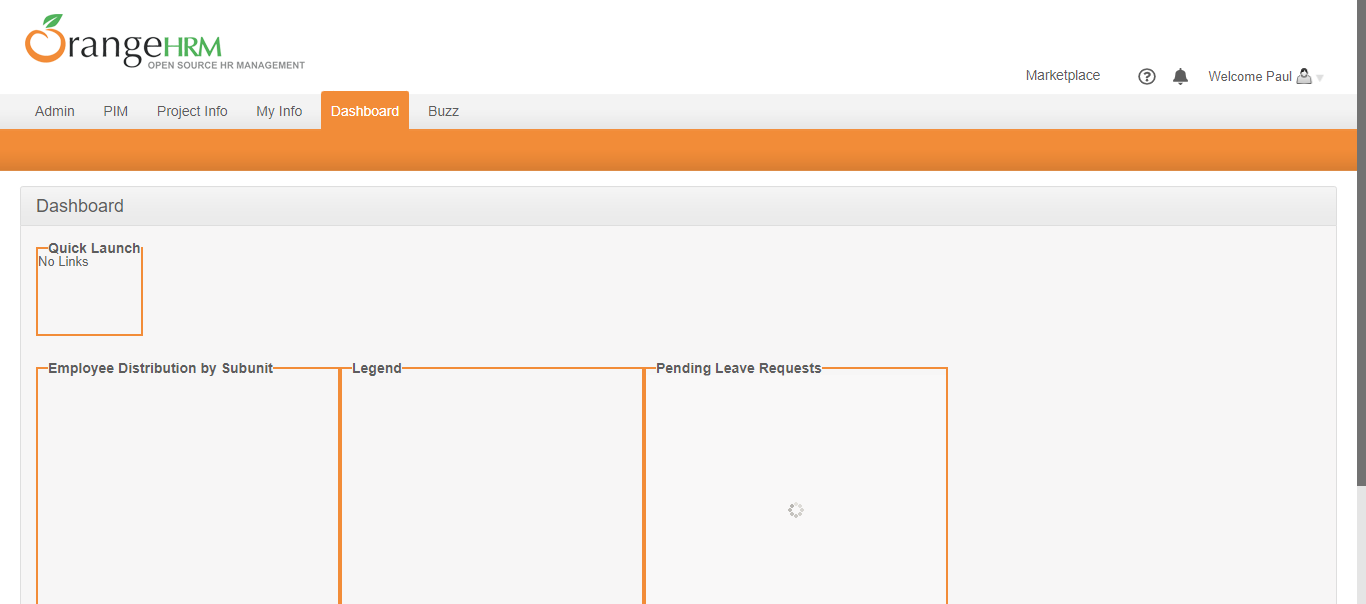 OrangeHRM
OPEN SOURCE HR MANAGEMENT
Marketplace
Welcome Paul
Admin
PIM
Project Info
My Info
Dashboard
Buzz
Dashboard
Quick Launch
No Links
Employee Distribution by Subunit
Legend
Pending Leave Requests